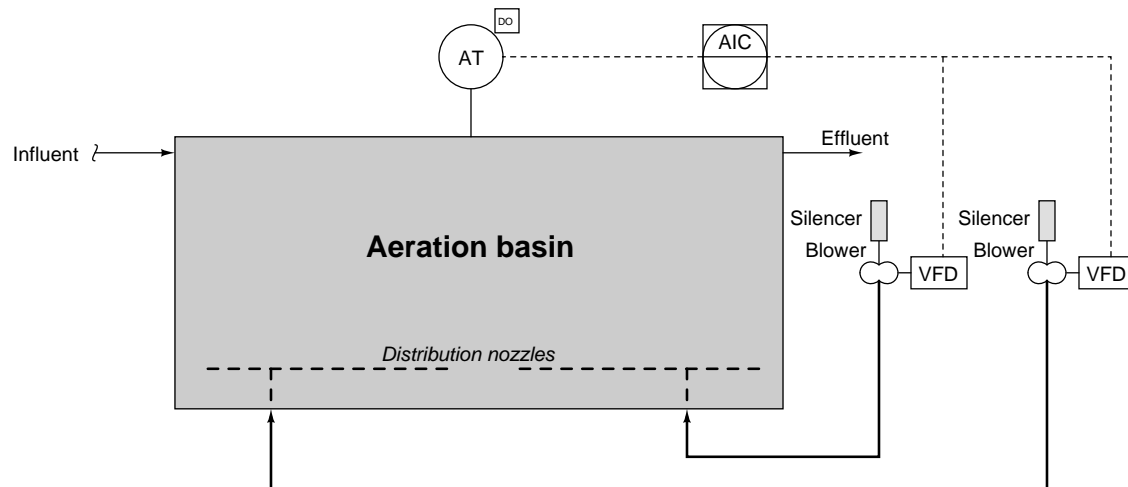 DO
AT
AIC
Influent
Effluent
Silencer
Silencer
Blower
Blower
VFD
VFD
Aeration basin
Distribution nozzles